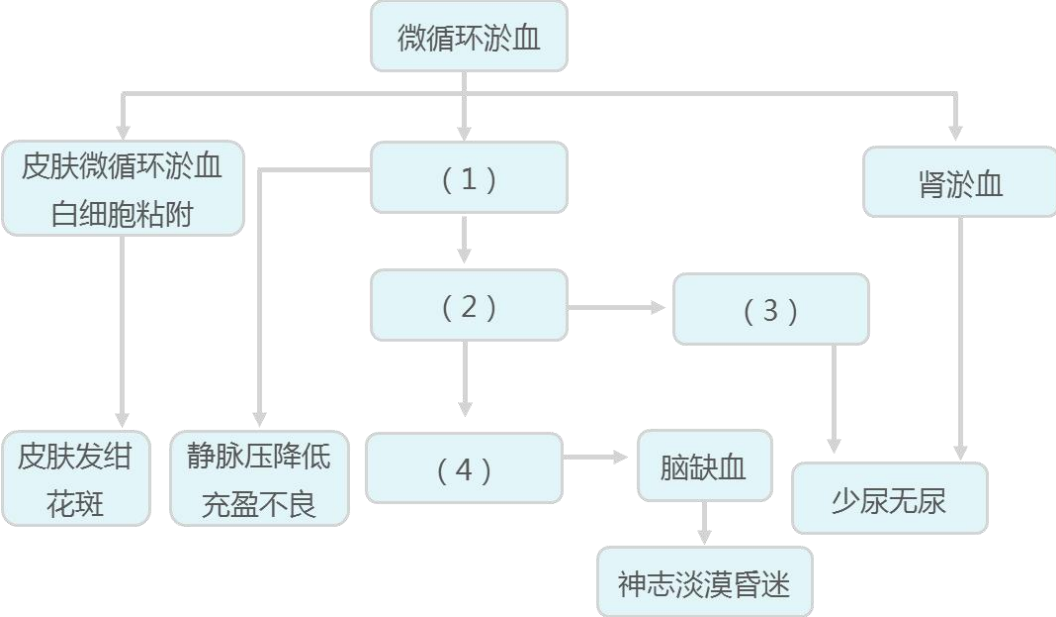 微循环淤血
皮肤微循环淤血
白细胞粘附
（1）
肾淤血
（2）
（3）
皮肤发绀
花斑
静脉压降低
充盈不良
（4）
脑缺血
少尿无尿
神志淡漠昏迷